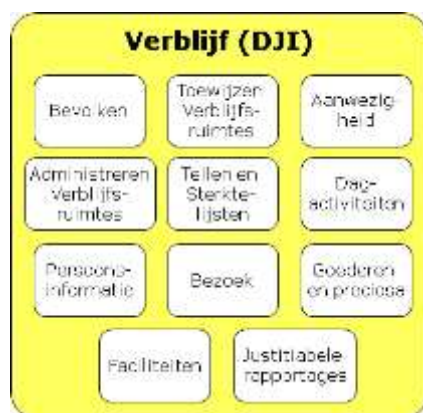 Verblijf (DJI)
Bevolken
Toewijzen
Verblijfs-
ruimtes
Aanwezig-
heid
Administreren
Verblijfs-
ruimtes
Tellen en
Sterkte-
lijsten
Dag-
activiteiten
Persoons-
informatie
Bezoek
Goederen
en preciosa
Faciliteiten
Justitiabele
rapportages